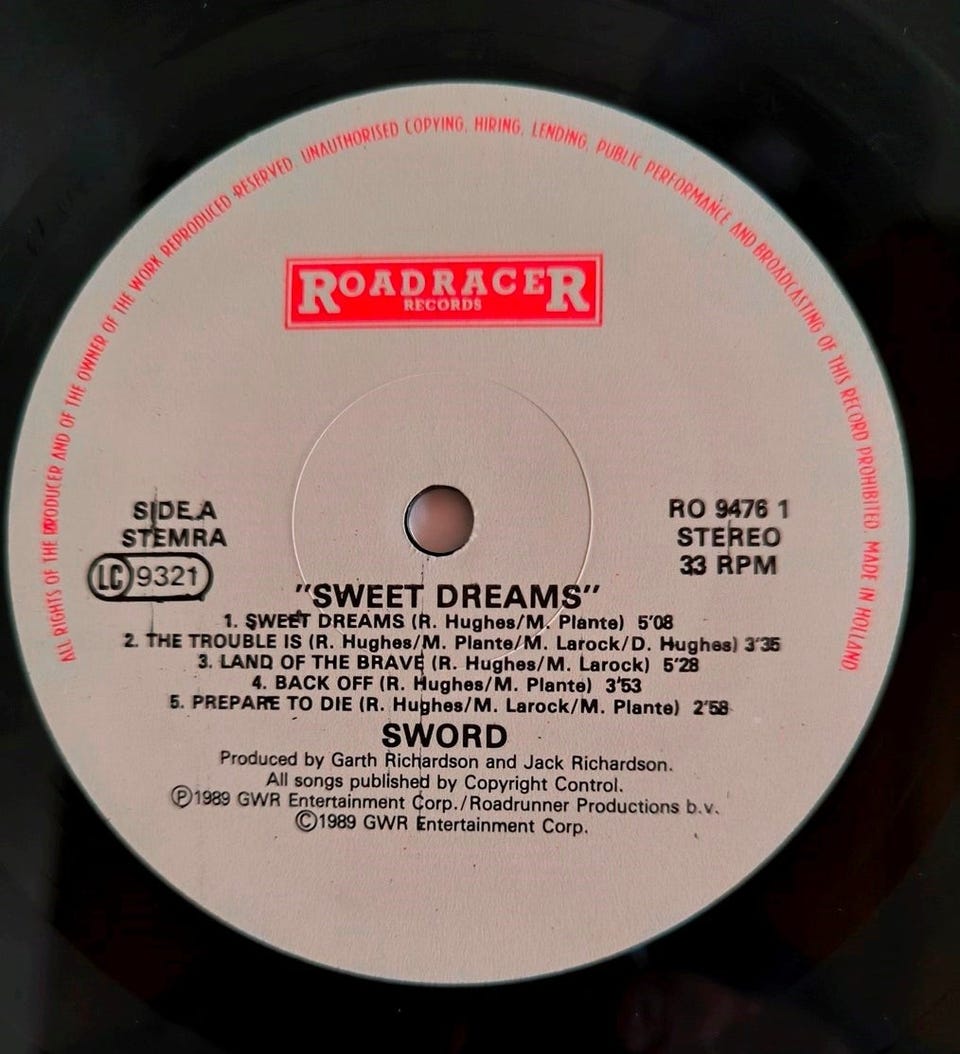 ALL RIGHTS OF THE PRODUCER AND OF THE OWNER OF THE WORK REPRODUCED RESERVED. UNAUTHORISED COPYING, HIRING, LENDING, PUBLIC PERFORMANCE AND BROADCASTING OF THIS RECORD PROHIBITED. MADE IN HOLLAND
ROADRACER
RECORDS
SIDE A
STEMRA
LC 9321
RO 9476 1
STEREO
33 RPM
"SWEET DREAMS"
1. SWEET DREAMS (R. Hughes/M. Plante) 5'08
2. THE TROUBLE IS (R. Hughes/M. Plante/M. Larock/D. Hughes) 3'35
3. LAND OF THE BRAVE (R. Hughes/M. Larock) 5'28
4. BACK OFF (R. Hughes/M. Plante) 3'53
5. PREPARE TO DIE (R. Hughes/M. Larock/M. Plante) 2'58
SWORD
Produced by Garth Richardson and Jack Richardson.
All songs published by Copyright Control.
Ⓟ1989 GWR Entertainment Corp./Roadrunner Productions b.v.
©1989 GWR Entertainment Corp.